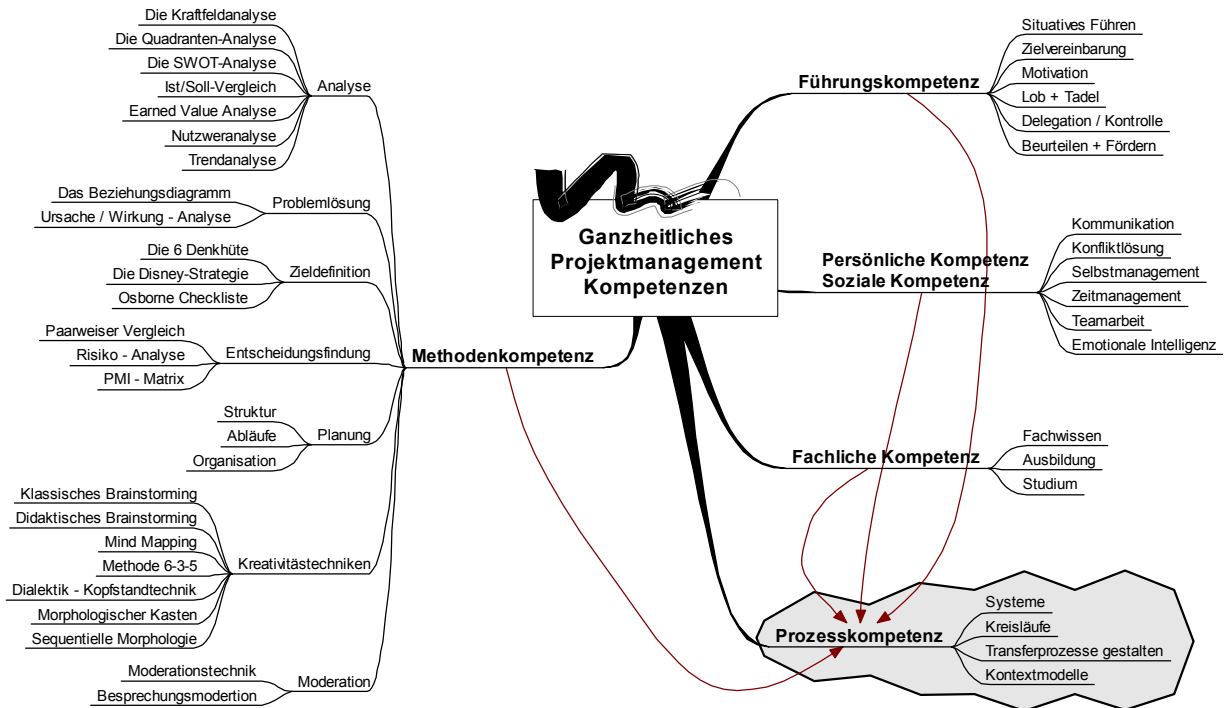 Ganzheitliches
Projektmanagement
Kompetenzen
Methodenkompetenz
Analyse
Die Kraftfeldanalyse
Die Quadranten-Analyse
Die SWOT-Analyse
Ist/Soll-Vergleich
Earned Value Analyse
Nutzweranalyse
Trendanalyse
Problemlösung
Das Beziehungsdiagramm
Ursache / Wirkung - Analyse
Zieldefinition
Die 6 Denkhüte
Die Disney-Strategie
Osborne Checkliste
Entscheidungsfindung
Paarweiser Vergleich
Risiko - Analyse
PMI - Matrix
Planung
Struktur
Abläufe
Organisation
Kreativitästechniken
Klassisches Brainstorming
Didaktisches Brainstorming
Mind Mapping
Methode 6-3-5
Dialektik - Kopfstandtechnik
Morphologischer Kasten
Sequentielle Morphologie
Moderation
Moderationstechnik
Besprechungsmodertion
Führungskompetenz
Situatives Führen
Zielvereinbarung
Motivation
Lob + Tadel
Delegation / Kontrolle
Beurteilen + Fördern
Persönliche Kompetenz
Soziale Kompetenz
Kommunikation
Konfliktlösung
Selbstmanagement
Zeitmanagement
Teamarbeit
Emotionale Intelligenz
Fachliche Kompetenz
Fachwissen
Ausbildung
Studium
Prozesskompetenz
Systeme
Kreisläufe
Transferprozesse gestalten
Kontextmodelle